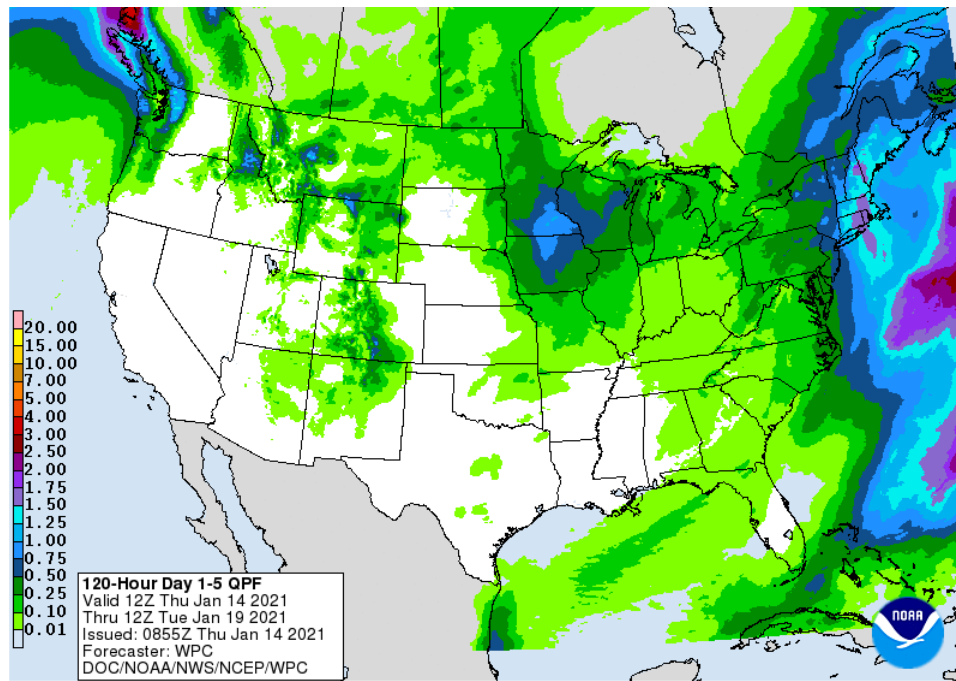 20.00
15.00
10.00
7.00
5.00
4.00
3.00
2.50
2.00
1.75
1.50
1.25
1.00
0.75
0.50
0.25
0.10
0.01
120-Hour Day 1-5 QPF
Valid 12Z Thu Jan 14 2021
Thru 12Z Tue Jan 19 2021
Issued: 0855Z Thu Jan 14 2021
Forecaster: WPC
DOC/NOAA/NWS/NCEP/WPC
NOAA